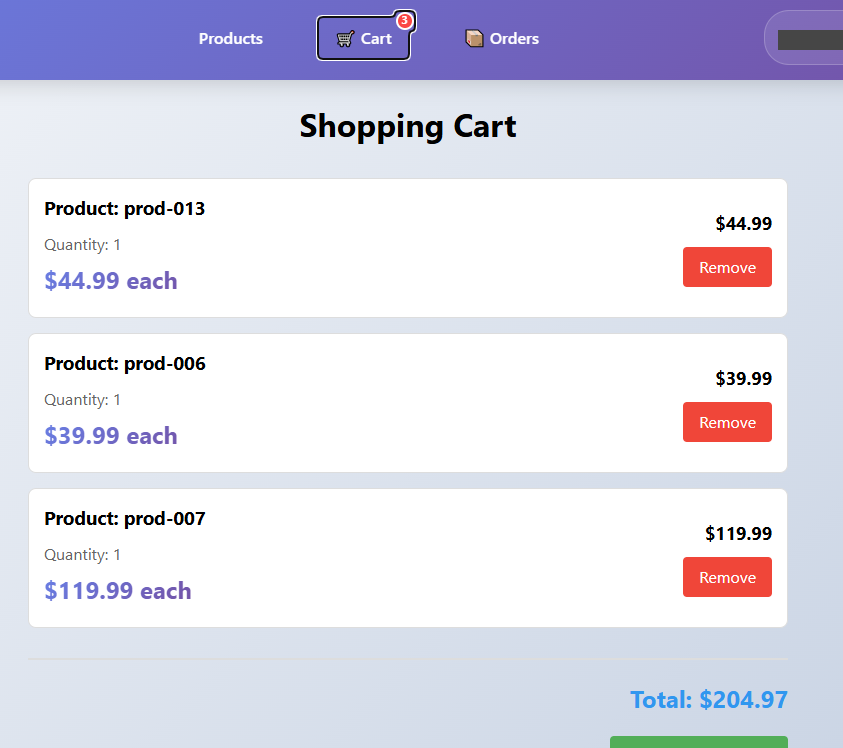 Products
Cart 3
Orders
Shopping Cart
Product: prod-013
Quantity: 1
$44.99 each
$44.99
Remove
Product: prod-006
Quantity: 1
$39.99 each
$39.99
Remove
Product: prod-007
Quantity: 1
$119.99 each
$119.99
Remove
Total: $204.97